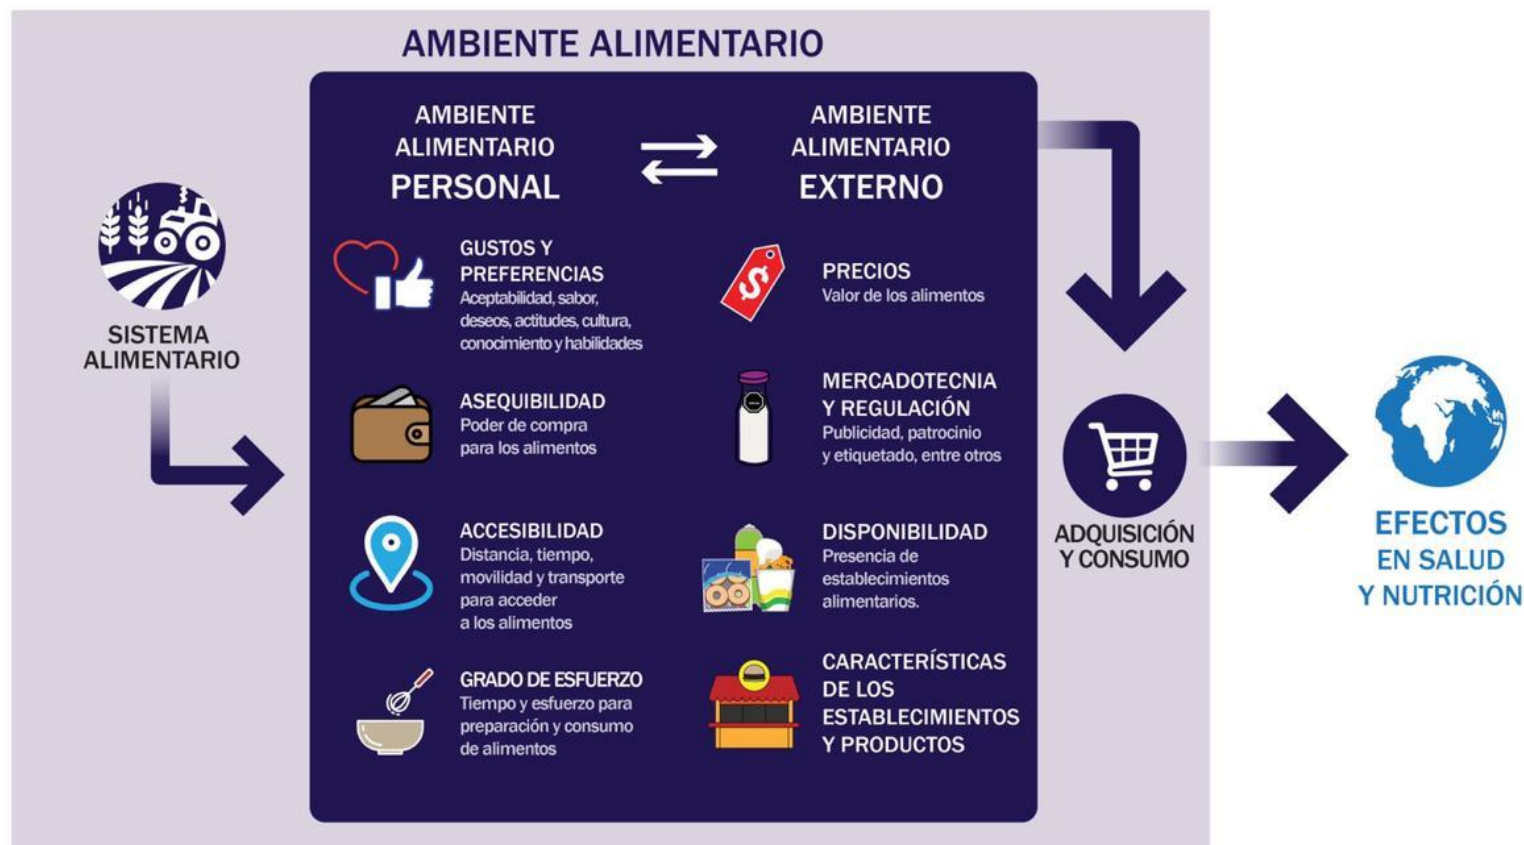 AMBIENTE ALIMENTARIO
SISTEMA
ALIMENTARIO
AMBIENTE
ALIMENTARIO
PERSONAL
GUSTOS Y
PREFERENCIAS
Aceptabilidad, sabor,
deseos, actitudes, cultura,
conocimiento y habilidades
ASEQUIBILIDAD
Poder de compra
para los alimentos
ACCESIBILIDAD
Distancia, tiempo,
movilidad y transporte
para acceder
a los alimentos
GRADO DE ESFUERZO
Tiempo y esfuerzo para
preparación y consumo
de alimentos
AMBIENTE
ALIMENTARIO
EXTERNO
$
PRECIOS
Valor de los alimentos
MERCADOTECNIA
Y REGULACIÓN
Publicidad, patrocinio
y etiquetado, entre otros
DISPONIBILIDAD
Presencia de
establecimientos
alimentarios.
CARACTERÍSTICAS
DE LOS
ESTABLECIMIENTOS
Y PRODUCTOS
ADQUISICIÓN
Y CONSUMO
EFECTOS
EN SALUD
Y NUTRICIÓN